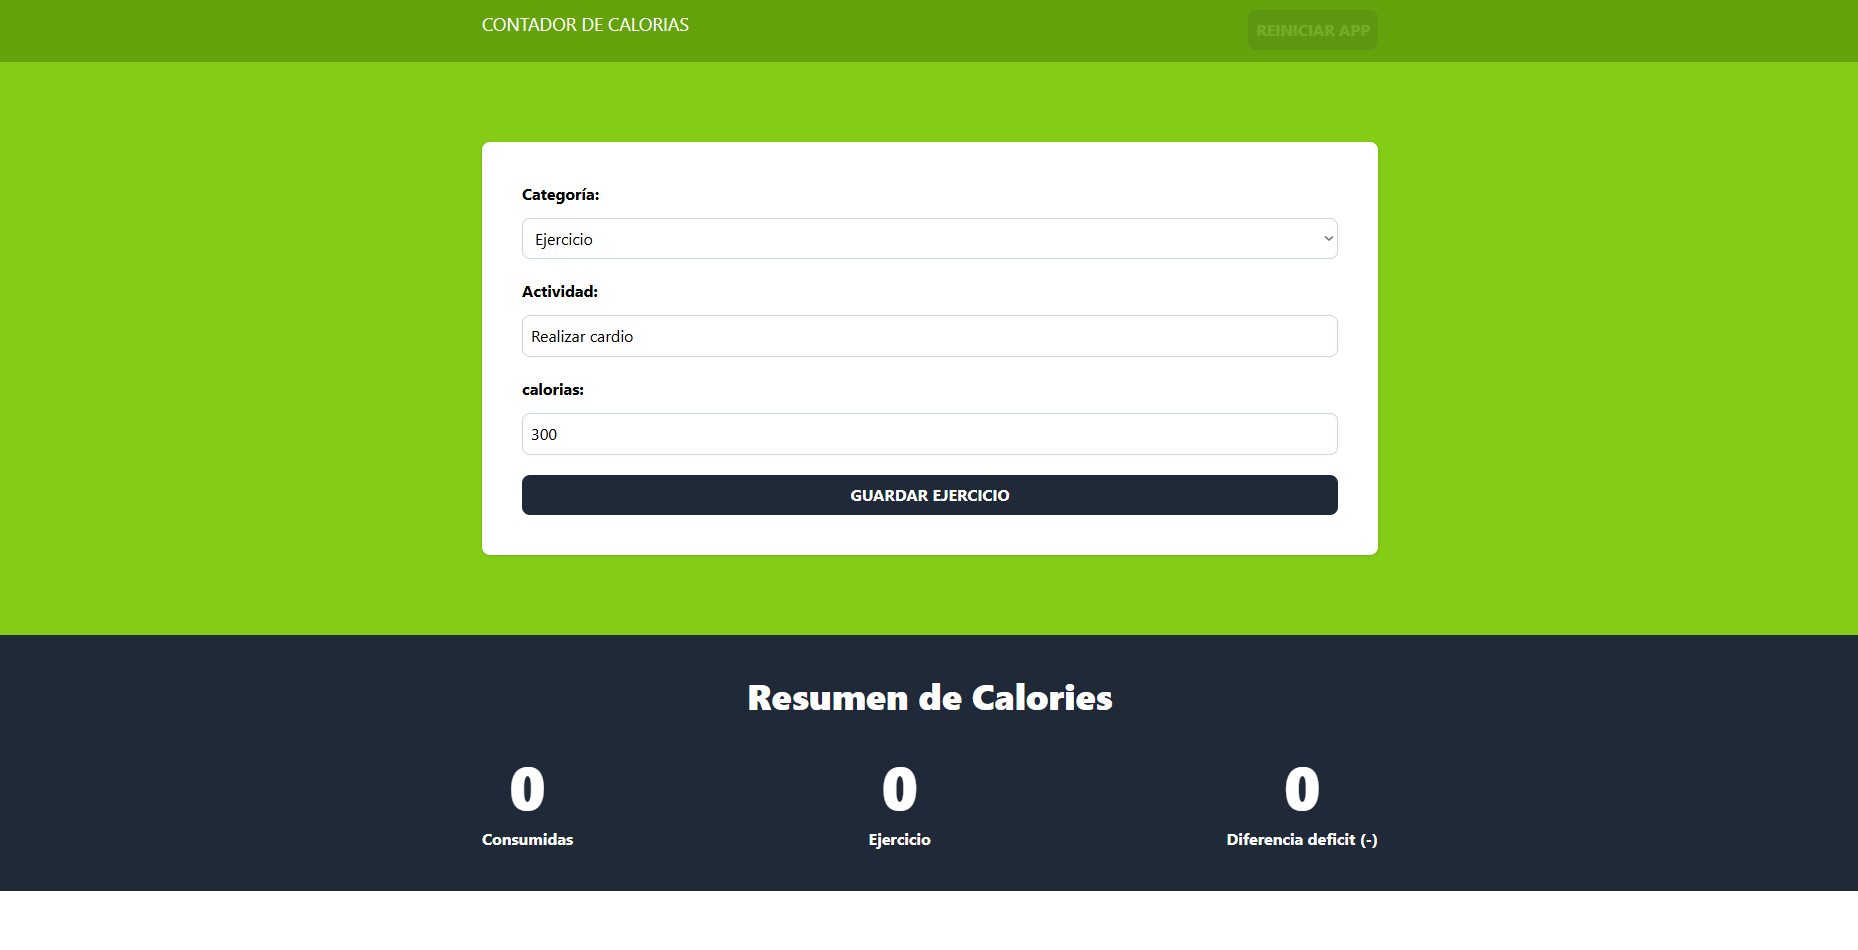 CONTADOR DE CALORIAS
REINICIAR APP
Categoría:
Ejercicio
Actividad:
Realizar cardio
calorias:
300
GUARDAR EJERCICIO
Resumen de Calories
0 0 0
Consumidas Ejercicio Diferencia deficit (-)